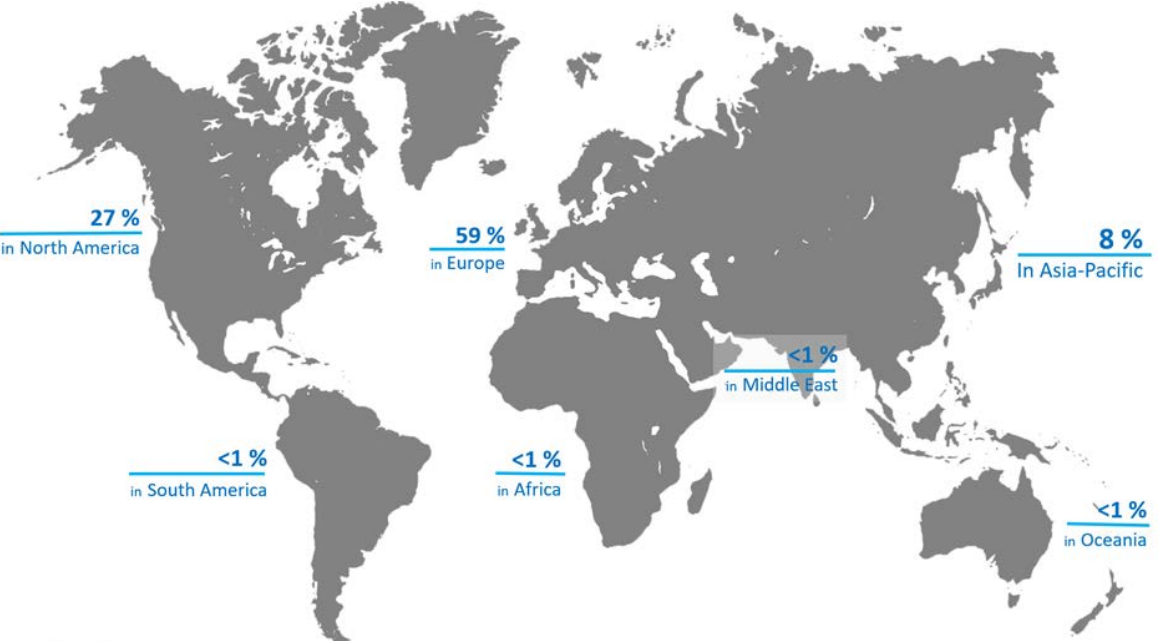 27 %
in North America
59 %
in Europe
8 %
In Asia-Pacific
<1 %
in Middle East
<1 %
in South America
<1 %
in Africa
<1 %
in Oceania